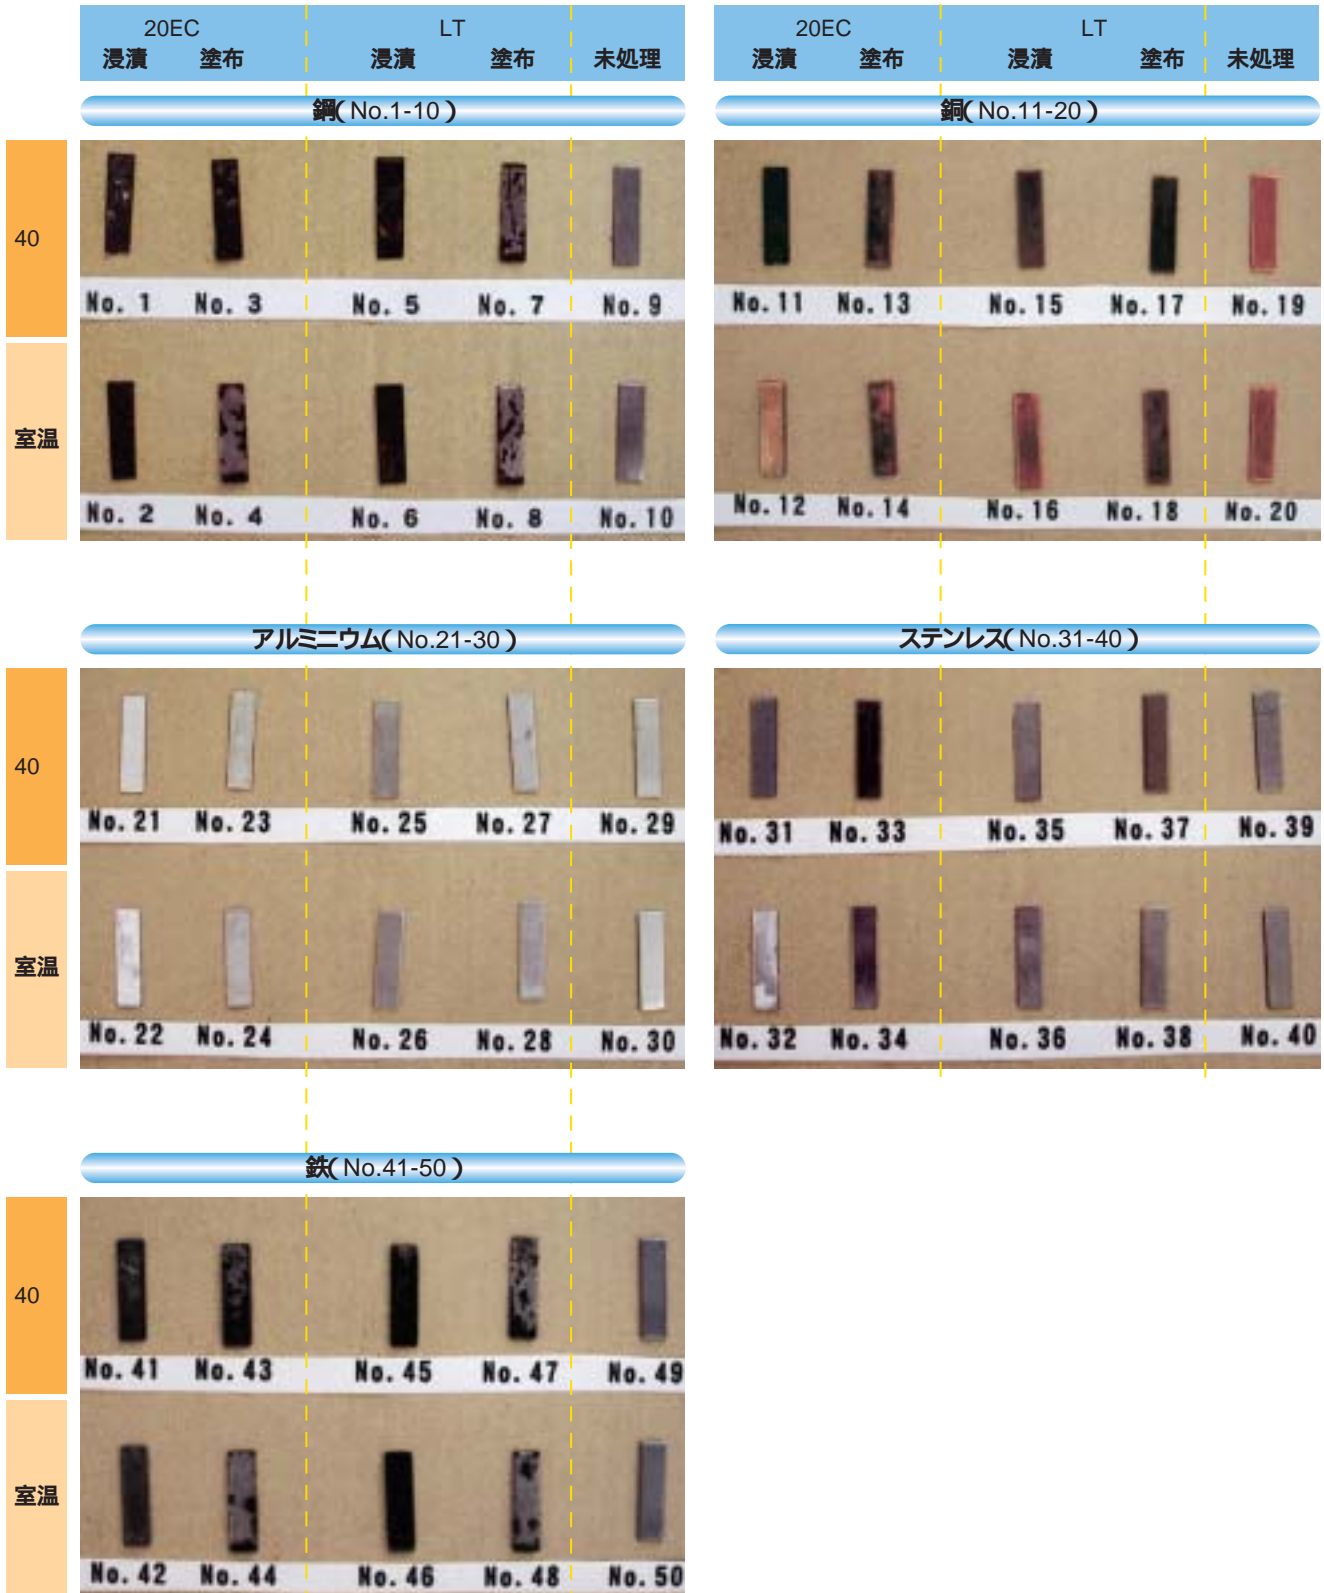 20EC LT
浸漬 塗布 浸漬 塗布 未処理
20EC LT
浸漬 塗布 浸漬 塗布 未処理
鋼(No.1-10)
40
No. 1 No. 3 No. 5 No. 7 No. 9
室温
No. 2 No. 4 No. 6 No. 8 No. 10
銅(No.11-20)
No. 11 No. 13 No. 15 No. 17 No. 19
No. 12 No. 14 No. 16 No. 18 No. 20
アルミニウム(No.21-30)
40
No. 21 No. 23 No. 25 No. 27 No. 29
室温
No. 22 No. 24 No. 26 No. 28 No. 30
ステンレス(No.31-40)
No. 31 No. 33 No. 35 No. 37 No. 39
No. 32 No. 34 No. 36 No. 38 No. 40
鉄(No.41-50)
40
No. 41 No. 43 No. 45 No. 47 No. 49
室温
No. 42 No. 44 No. 46 No. 48 No. 50